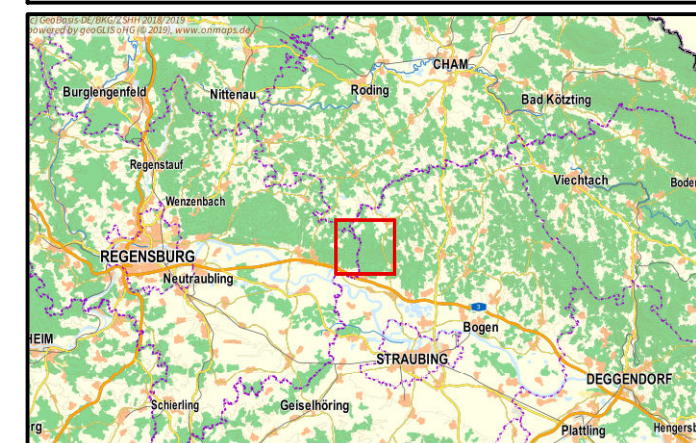 (c) GeoBasis-DE/BKG/ZSHH 2018/2019
powered by geoGLIS oHG (© 2019), www.onmaps.de
CHAM
Burglengenfeld
Nittenau
Roding
Bad Kötzting
Regenstauf
Viechtach
Boden
Wenzenbach
REGENSBURG
Neutraubling
3
Bogen
HEIM
STRAUBING
DEGGENDORF
Schierling
Geiselhöring
rg
Plattling
Hengersb